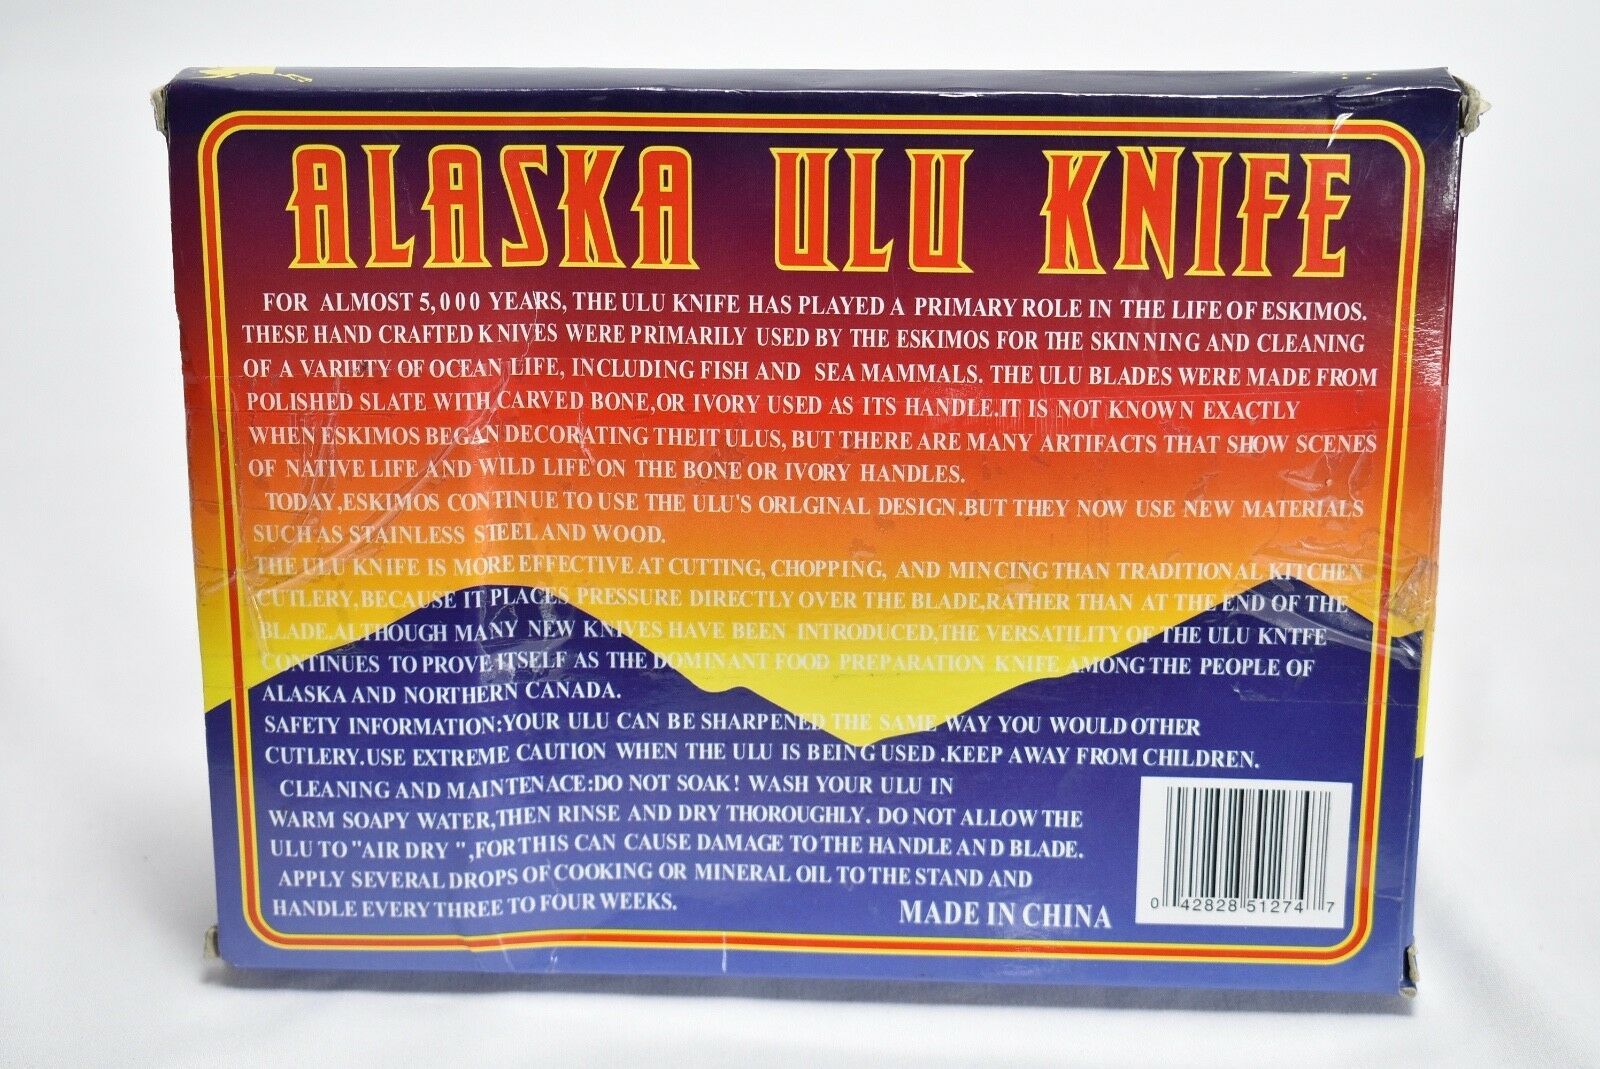 ALASKA ULU KNIFE
FOR ALMOST 5,000 YEARS, THE ULU KNIFE HAS PLAYED A PRIMARY ROLE IN THE LIFE OF ESKIMOS.
THESE HAND CRAFTED KNIVES WERE PRIMARILY USED BY THE ESKIMOS FOR THE SKINNING AND CLEANING
OF A VARIETY OF OCEAN LIFE, INCLUDING FISH AND SEA MAMMALS. THE ULU BLADES WERE MADE FROM
POLISHED SLATE WITH CARVED BONE,OR IVORY USED AS ITS HANDLE.IT IS NOT KNOWN EXACTLY
WHEN ESKIMOS BEGAN DECORATING THEIT ULUS, BUT THERE ARE MANY ARTIFACTS THAT SHOW SCENES
OF NATIVE LIFE AND WILD LIFE ON THE BONE OR IVORY HANDLES.
TODAY,ESKIMOS CONTINUE TO USE THE ULU'S ORLGINAL DESIGN.BUT THEY NOW USE NEW MATERIALS
SUCH AS STAINLESS STEEL AND WOOD.
THE ULU KNIFE IS MORE EFFECTIVE AT CUTTING, CHOPPING, AND MINCING THAN TRADITIONAL KITCHEN
CUTLERY,BECAUSE IT PLACES PRESSURE DIRECTLY OVER THE BLADE,RATHER THAN AT THE END OF THE
BLADE.ALTHOUGH MANY NEW KNIVES HAVE BEEN INTRODUCED,THE VERSATILITY OF THE ULU KNTFE
CONTINUES TO PROVE ITSELF AS THE DOMINANT FOOD PREPARATION KNIFE AMONG THE PEOPLE OF
ALASKA AND NORTHERN CANADA.
SAFETY INFORMATION:YOUR ULU CAN BE SHARPENED THE SAME WAY YOU WOULD OTHER
CUTLERY.USE EXTREME CAUTION WHEN THE ULU IS BEING USED .KEEP AWAY FROM CHILDREN.
CLEANING AND MAINTENACE:DO NOT SOAK! WASH YOUR ULU IN
WARM SOAPY WATER,THEN RINSE AND DRY THOROUGHLY. DO NOT ALLOW THE
ULU TO "AIR DRY ",FOR THIS CAN CAUSE DAMAGE TO THE HANDLE AND BLADE.
APPLY SEVERAL DROPS OF COOKING OR MINERAL OIL TO THE STAND AND
HANDLE EVERY THREE TO FOUR WEEKS.
MADE IN CHINA
0 42828 51274 7